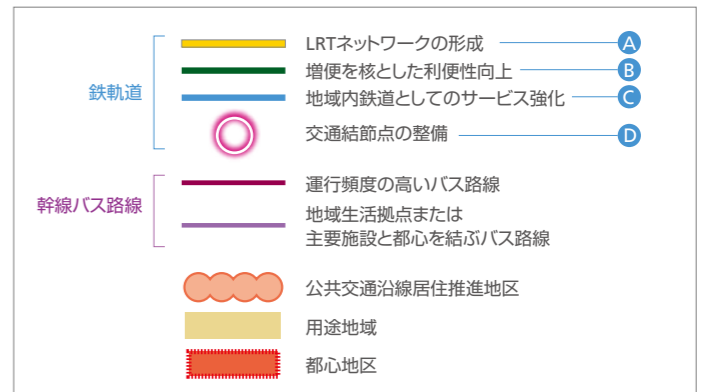 鉄軌道
LRTネットワークの形成 A
増便を核とした利便性向上 B
地域内鉄道としてのサービス強化 C
交通結節点の整備 D
幹線バス路線
運行頻度の高いバス路線
地域生活拠点または
主要施設と都心を結ぶバス路線
公共交通沿線居住推進地区
用途地域
都心地区